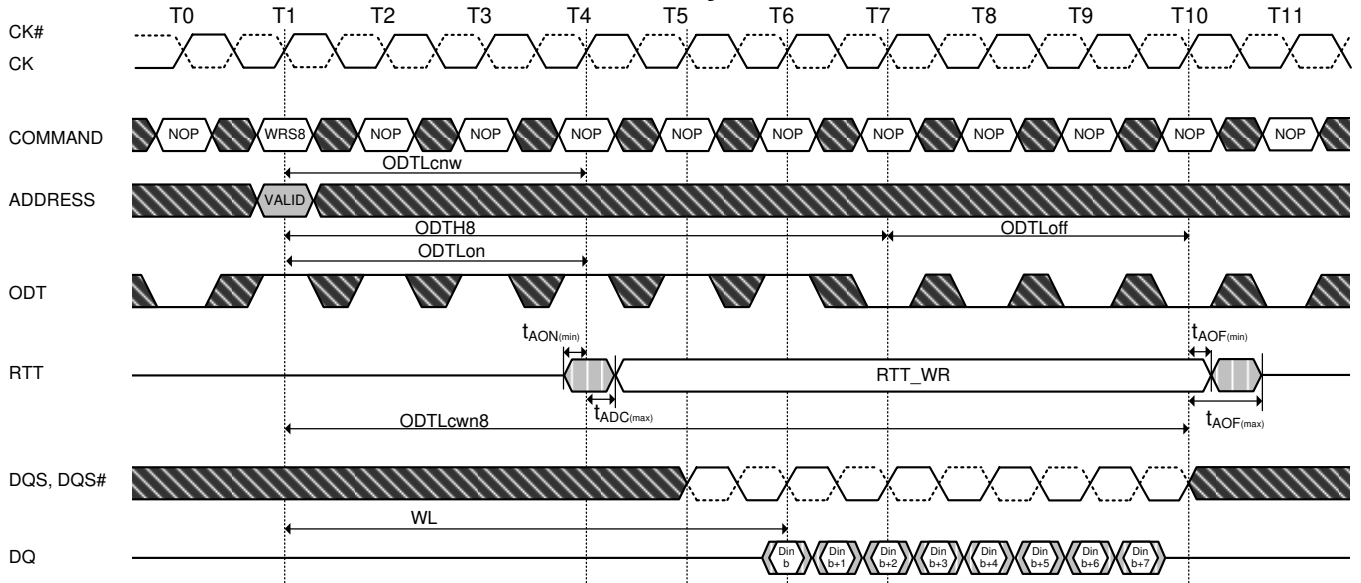 T0 T1 T2 T3 T4 T5 T6 T7 T8 T9 T10 T11
CK#
CK
COMMAND NOP WRS8 NOP NOP NOP NOP NOP NOP NOP NOP NOP NOP
ODTLcnw
ADDRESS VALID
ODTH8 ODTLoff
ODTLon
ODT
tAON(min) tAOF(min)
RTT RTT_WR
tADC(max) tAOF(max)
ODTLcwn8
DQS, DQS#
WL
DQ Din b Din b+1 Din b+2 Din b+3 Din b+4 Din b+5 Din b+6 Din b+7